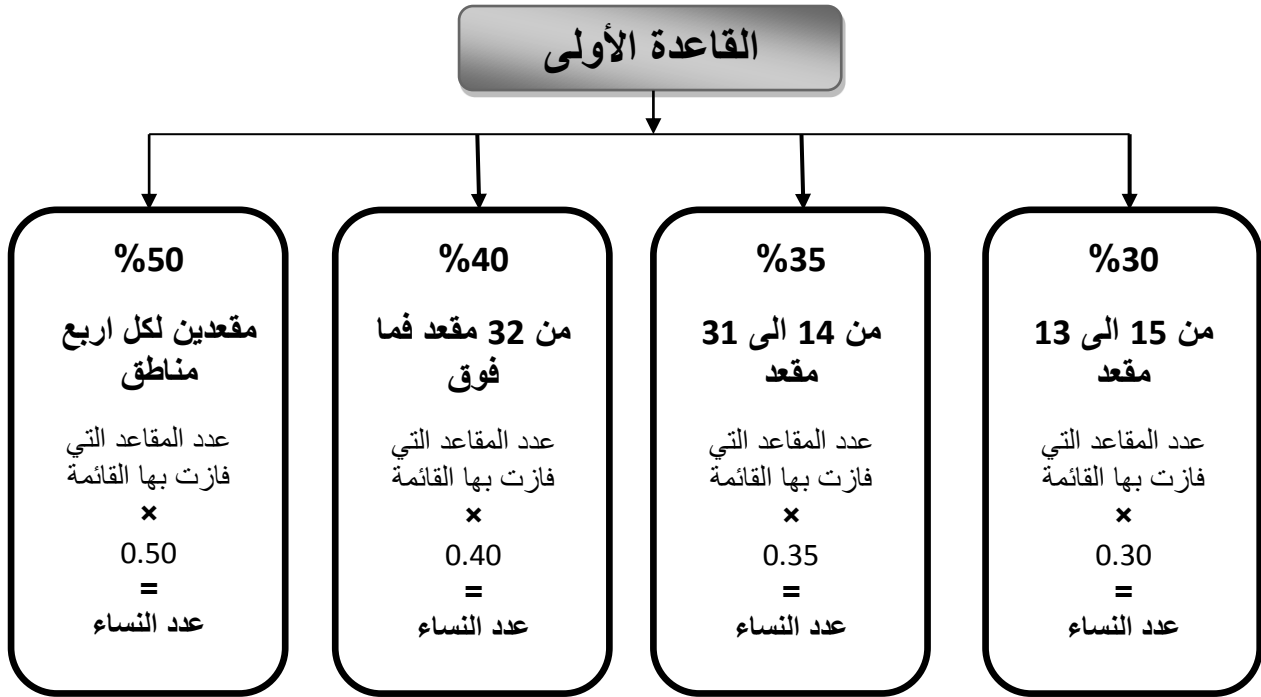 القاعدة الأولى
%30
من 15 الى 13
مقعد
عدد المقاعد التي
فازت بها القائمة
×
0.30
=
عدد النساء
%35
من 14 الى 31
مقعد
عدد المقاعد التي
فازت بها القائمة
×
0.35
=
عدد النساء
%40
من 32 مقعد فما
فوق
عدد المقاعد التي
فازت بها القائمة
×
0.40
=
عدد النساء
%50
مقعدين لكل اربع
مناطق
عدد المقاعد التي
فازت بها القائمة
×
0.50
=
عدد النساء